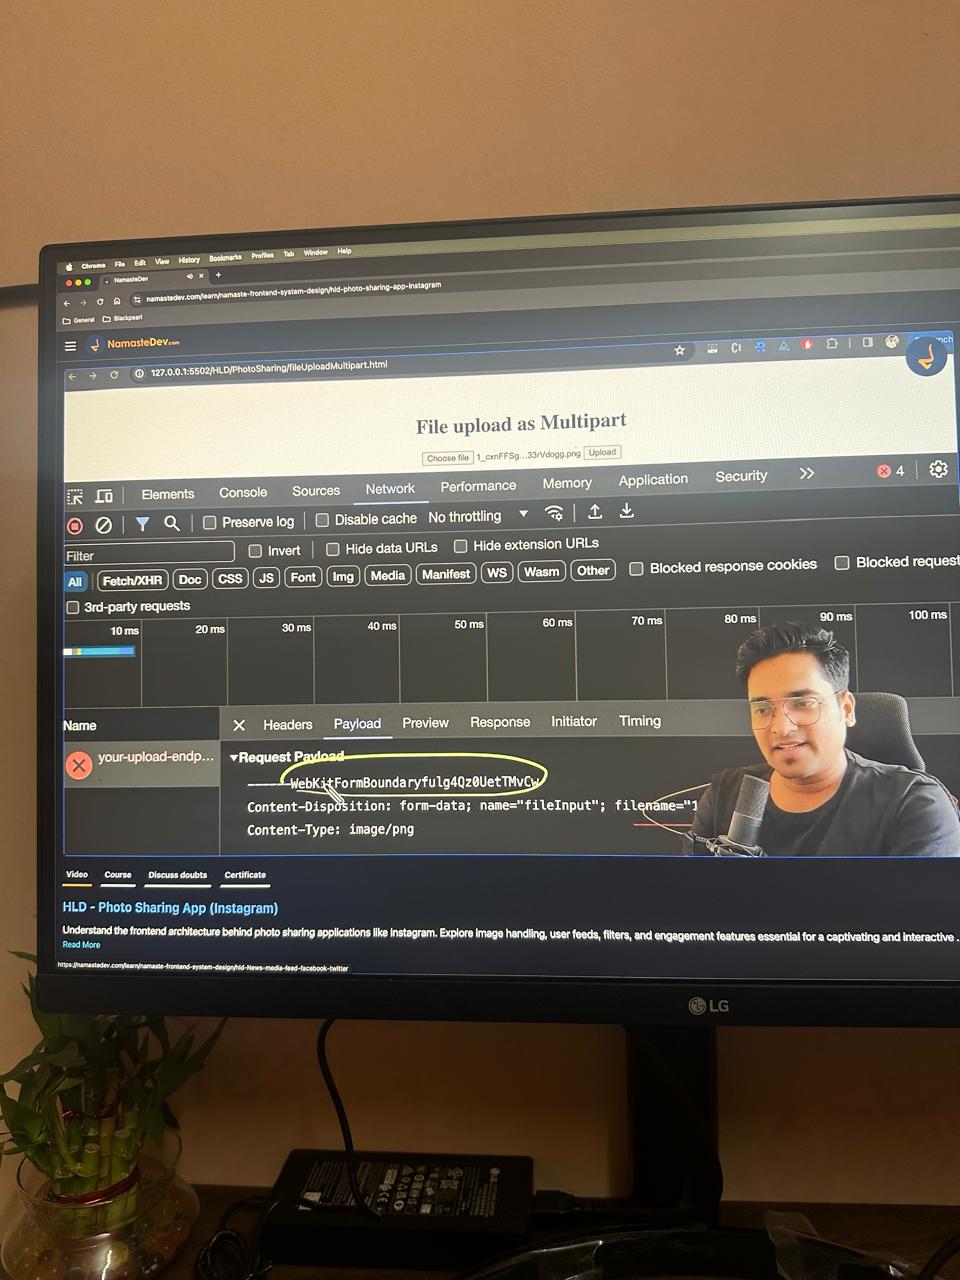 Chrome File Edit View History Bookmarks Profiles Tab Window Help
NamasteDev
namastedev.com/learn/namaste-frontend-system-design/hld-photo-sharing-app-instagram
General Blackpearl
NamasteDev.com
127.0.0.1:5502/HLD/PhotoSharing/fileUploadMultipart.html
File upload as Multipart
Choose file 1_cxnFFSg...33rVdogg.png Upload
Elements Console Sources Network Performance Memory Application Security 4
Preserve log Disable cache No throttling
Filter Invert Hide data URLs Hide extension URLs
All Fetch/XHR Doc CSS JS Font Img Media Manifest WS Wasm Other Blocked response cookies Blocked request
3rd-party requests
10 ms 20 ms 30 ms 40 ms 50 ms 60 ms 70 ms 80 ms 90 ms 100 ms
Name Headers Payload Preview Response Initiator Timing
your-upload-endp... Request Payload
------WebKitFormBoundaryfulg4Qz0UetTMvCw
Content-Disposition: form-data; name="fileInput"; filename="1
Content-Type: image/png
Video Course Discuss doubts Certificate
HLD - Photo Sharing App (Instagram)
Understand the frontend architecture behind photo sharing applications like Instagram. Explore image handling, user feeds, filters, and engagement features essential for a captivating and interactive .
Read More
https://namastedev.com/learn/namaste-frontend-system-design/hld-News-media-feed-facebook-twitter
LG